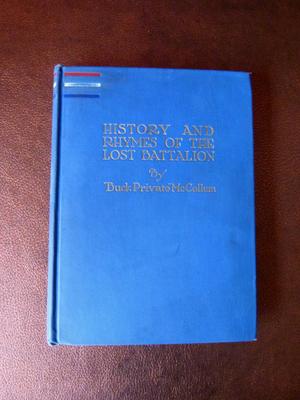 HISTORY AND
RHYMES OF THE
LOST BATTALION
By
Buck Private McCollum